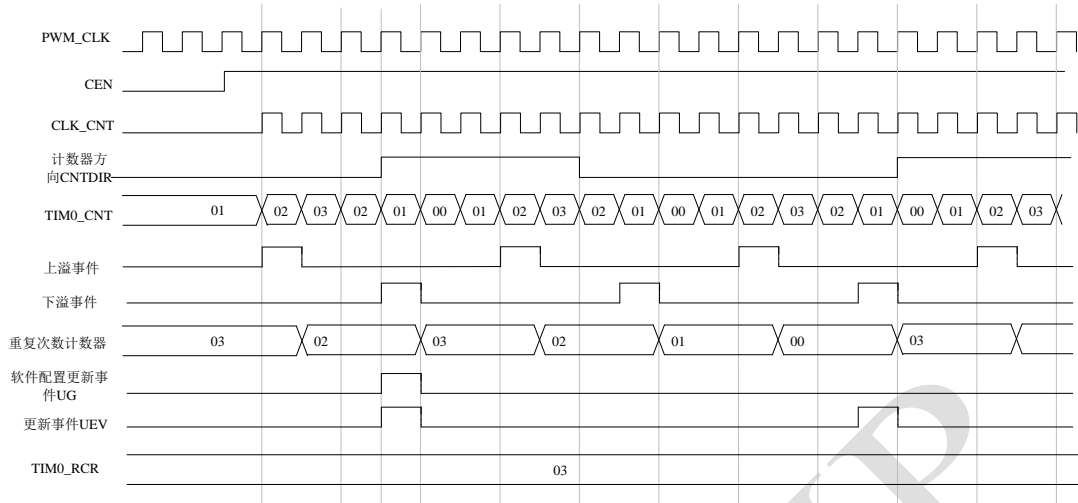 PWM_CLK
CEN
CLK_CNT
计数器方
向CNTDIR
TIM0_CNT 01 02 03 02 01 00 01 02 03 02 01 00 01 02 03 02 01 00 01 02 03
上溢事件
下溢事件
重复次数计数器 03 02 03 02 01 00 03
软件配置更新事
件UG
更新事件UEV
TIM0_RCR 03